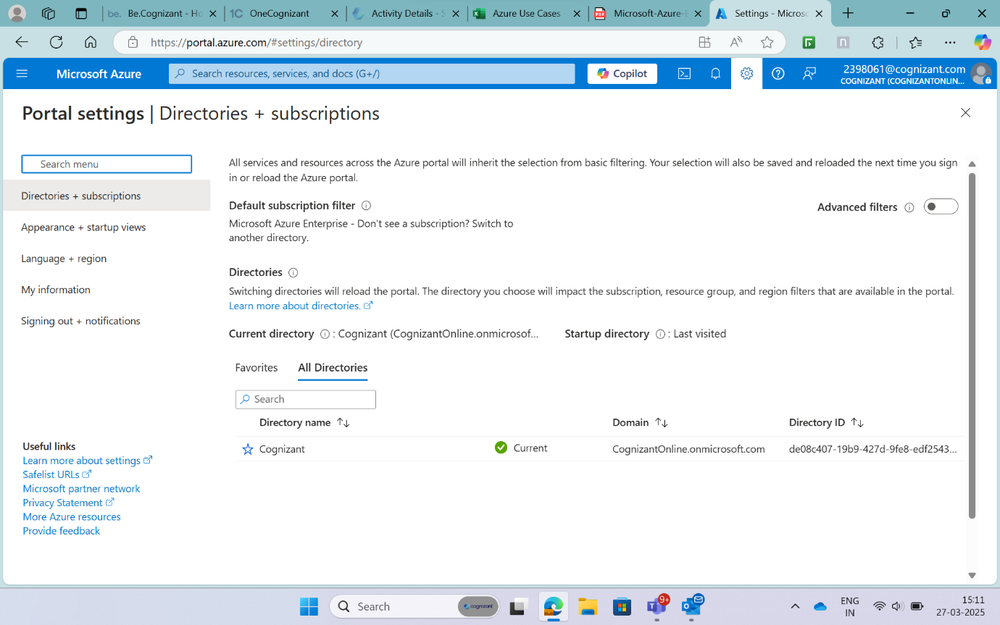 be. Be.Cognizant - Ho
1C OneCognizant
Activity Details - S
Azure Use Cases
PDF Microsoft-Azure-E
Settings - Microso
https://portal.azure.com/#settings/directory
Microsoft Azure
Search resources, services, and docs (G+/)
Copilot
2398061@cognizant.com
COGNIZANT (COGNIZANTONLIN...
Portal settings | Directories + subscriptions
Search menu
Directories + subscriptions
Appearance + startup views
Language + region
My information
Signing out + notifications
Useful links
Learn more about settings
Safelist URLs
Microsoft partner network
Privacy Statement
More Azure resources
Provide feedback
All services and resources across the Azure portal will inherit the selection from basic filtering. Your selection will also be saved and reloaded the next time you sign
in or reload the Azure portal.
Default subscription filter
Advanced filters
Microsoft Azure Enterprise - Don't see a subscription? Switch to
another directory.
Directories
Switching directories will reload the portal. The directory you choose will impact the subscription, resource group, and region filters that are available in the portal.
Learn more about directories.
Current directory : Cognizant (CognizantOnline.onmicrosof...
Startup directory : Last visited
Favorites
All Directories
Search
Directory name
Domain
Directory ID
Cognizant
Current
CognizantOnline.onmicrosoft.com
de08c407-19b9-427d-9fe8-edf2543...
Search
cognizant
9+
ENG
IN
15:11
27-03-2025